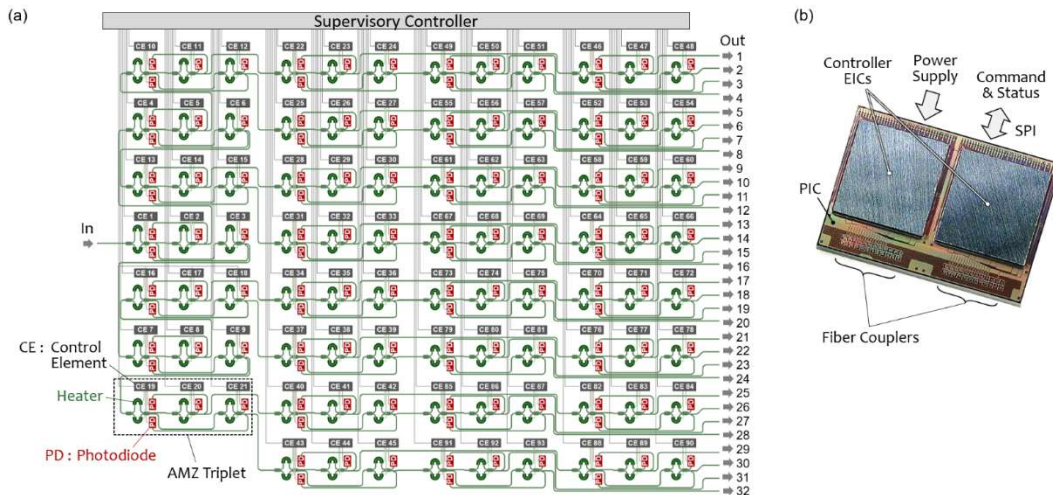 (a)
Supervisory Controller
Out
CE 10 CE 11 CE 12 CE 22 CE 23 CE 24 CE 49 CE 50 CE 51 CE 46 CE 47 CE 48
1
2
3
4
CE 4 CE 5 CE 6 CE 25 CE 26 CE 27 CE 55 CE 56 CE 57 CE 52 CE 53 CE 54
5
6
7
8
CE 13 CE 14 CE 15 CE 28 CE 29 CE 30 CE 61 CE 62 CE 63 CE 58 CE 59 CE 60
9
10
11
12
In
CE 1 CE 2 CE 3 CE 31 CE 32 CE 33 CE 67 CE 68 CE 69 CE 64 CE 65 CE 66
13
14
15
16
CE 16 CE 17 CE 18 CE 34 CE 35 CE 36 CE 73 CE 74 CE 75 CE 70 CE 71 CE 72
17
18
19
20
CE 7 CE 8 CE 9 CE 37 CE 38 CE 39 CE 79 CE 80 CE 81 CE 76 CE 77 CE 78
21
22
23
24
CE : Control
Element
CE 19 CE 20 CE 21 CE 40 CE 41 CE 42 CE 85 CE 86 CE 87 CE 82 CE 83 CE 84
25
26
27
28
Heater
PD
PD : Photodiode
AMZ Triplet
CE 43 CE 44 CE 45 CE 91 CE 92 CE 93 CE 88 CE 89 CE 90
29
30
31
32
(b)
Controller
EICs
Power
Supply
Command
& Status
SPI
PIC
Fiber Couplers